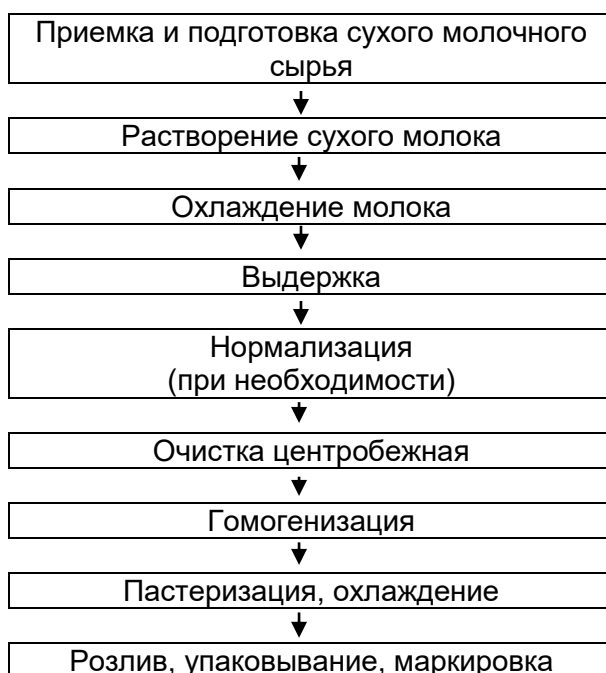 Приемка и подготовка сухого молочного
сырья
Растворение сухого молока
Охлаждение молока
Выдержка
Нормализация
(при необходимости)
Очистка центробежная
Гомогенизация
Пастеризация, охлаждение
Розлив, упаковывание, маркировка